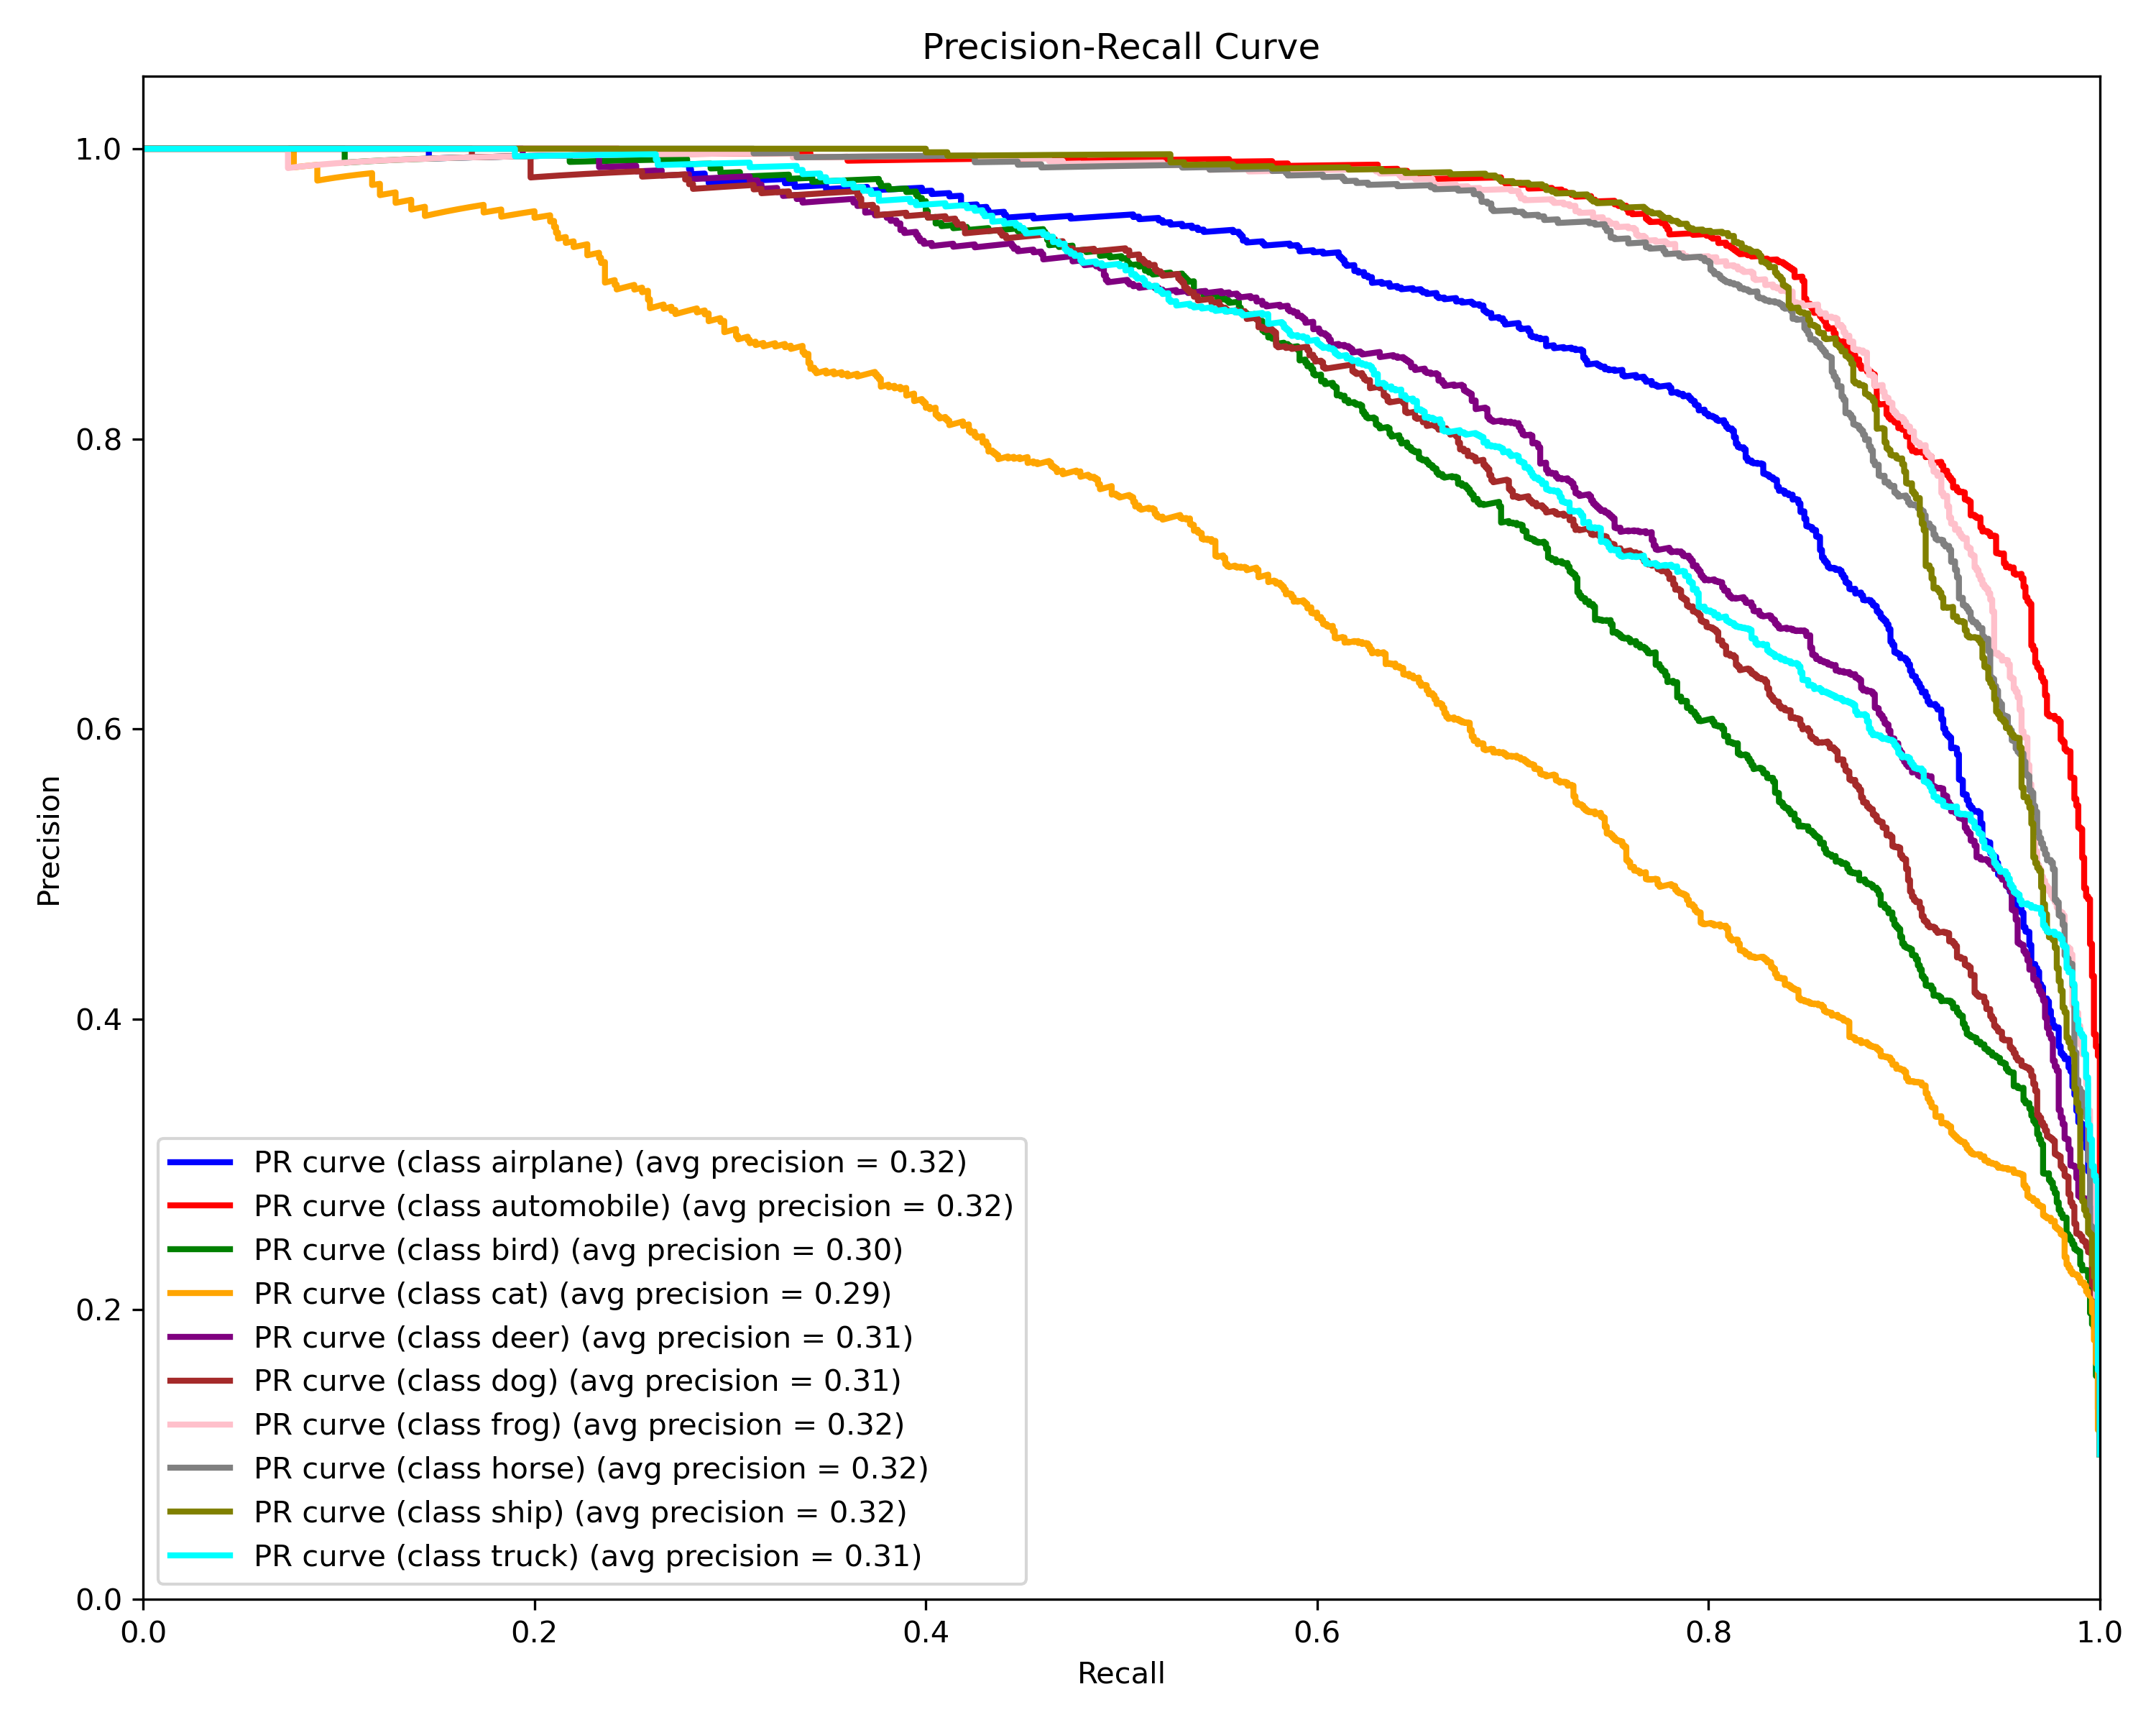 Precision-Recall Curve
1.0
0.8
0.6
0.4
0.2
0.0
Precision
PR curve (class airplane) (avg precision = 0.32)
PR curve (class automobile) (avg precision = 0.32)
PR curve (class bird) (avg precision = 0.30)
PR curve (class cat) (avg precision = 0.29)
PR curve (class deer) (avg precision = 0.31)
PR curve (class dog) (avg precision = 0.31)
PR curve (class frog) (avg precision = 0.32)
PR curve (class horse) (avg precision = 0.32)
PR curve (class ship) (avg precision = 0.32)
PR curve (class truck) (avg precision = 0.31)
0.0 0.2 0.4 0.6 0.8 1.0
Recall